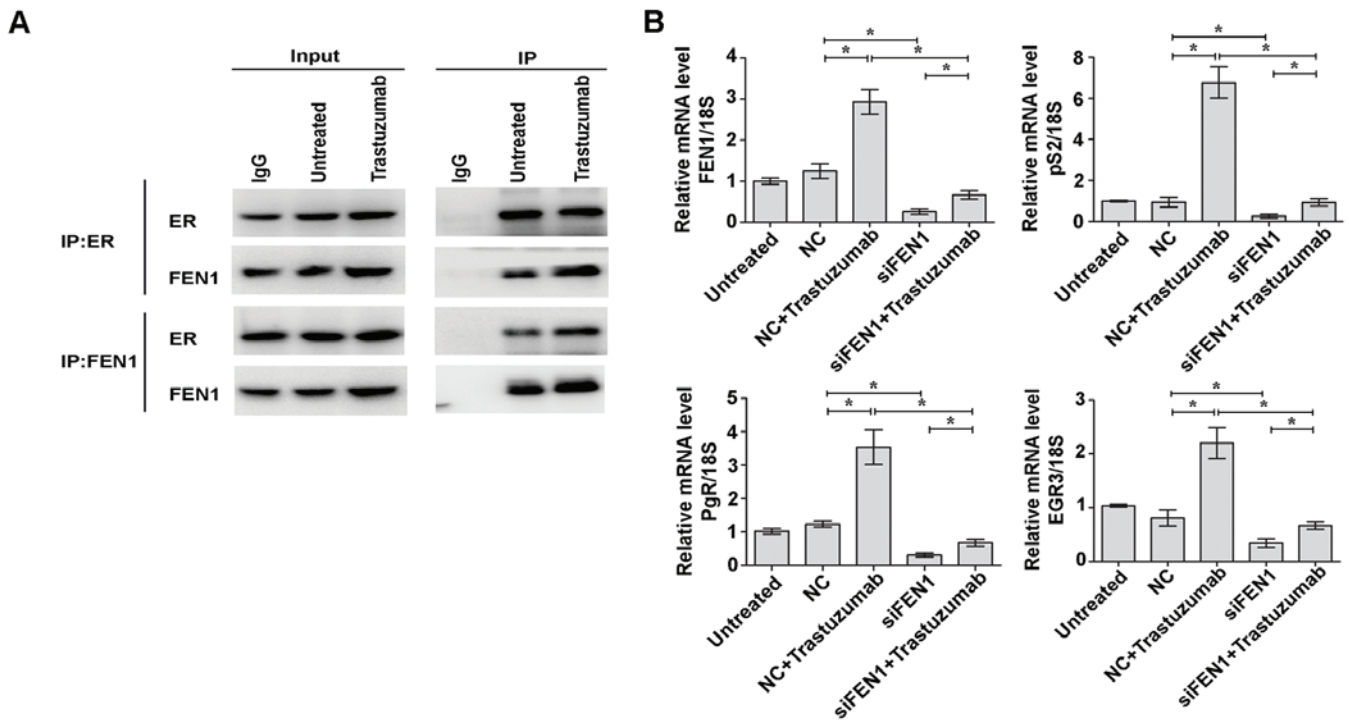 A
Input
IP
IgG
Untreated
Trastuzumab
IgG
Untreated
Trastuzumab
IP:ER
ER
FEN1
IP:FEN1
ER
FEN1
B
Relative mRNA level
FEN1/18S
4
3
2
1
0
* 
* *
*
Untreated
NC
NC+Trastuzumab
siFEN1
siFEN1+Trastuzumab
Relative mRNA level
pS2/18S
8
6
4
2
0
*
* *
*
Untreated
NC
NC+Trastuzumab
siFEN1
siFEN1+Trastuzumab
Relative mRNA level
PgR/18S
5
4
3
2
1
0
*
* *
*
Untreated
NC
NC+Trastuzumab
siFEN1
siFEN1+Trastuzumab
Relative mRNA level
EGR3/18S
3
2
1
0
*
* *
*
Untreated
NC
NC+Trastuzumab
siFEN1
siFEN1+Trastuzumab